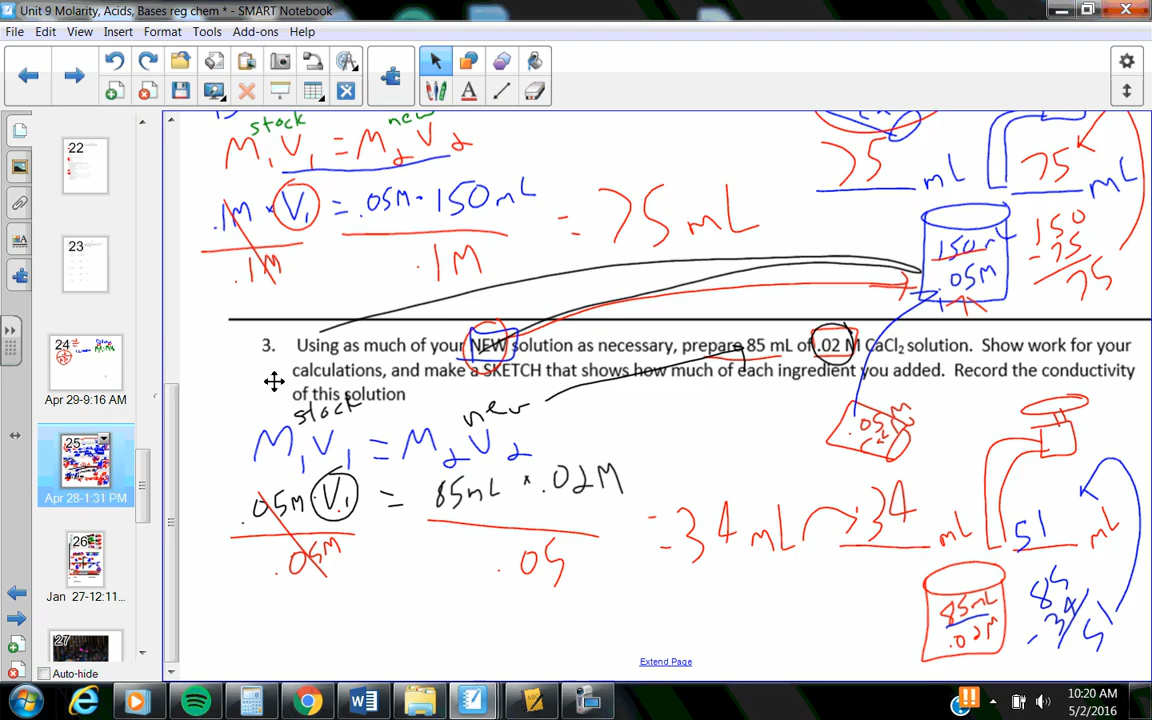 Unit 9 Molarity, Acids, Bases reg chem * - SMART Notebook
File Edit View Insert Format Tools Add-ons Help
22
23
24
Apr 29-9:16 AM
25
Apr 28-1:31 PM
26
Jan 27-12:11...
27
Auto-hide
stock new
M₁V₁ = M₂V₂
.1M · V₁ = .05M · 150mL = 75 mL
.1M .1M
75 mL 75 mL
150mL
.05M
150
- 75
75
3. Using as much of your NEW solution as necessary, prepare 85 mL of .02 M CaCl₂ solution. Show work for your
calculations, and make a SKETCH that shows how much of each ingredient you added. Record the conductivity
of this solution
stock new
M₁V₁ = M₂V₂
.05M · V₁ = 85mL * .02M = 34 mL
.05M .05
.05M
34 mL 51 mL
85mL
.02M
85
- 34
Extend Page
10:20 AM
5/2/2016